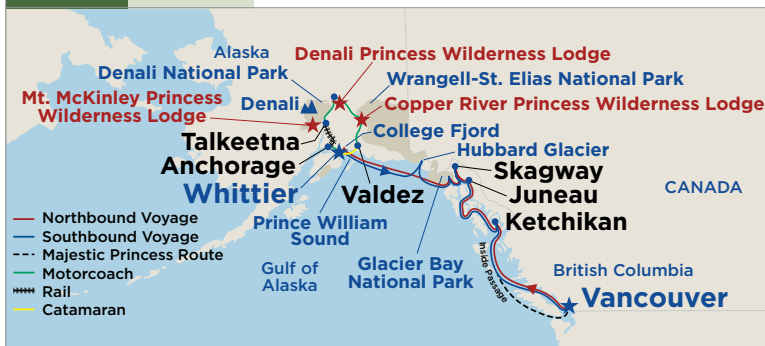 Alaska
Denali Princess Wilderness Lodge
Denali National Park
Wrangell-St. Elias National Park
Mt. McKinley Princess
Wilderness Lodge
Denali
Copper River Princess Wilderness Lodge
Talkeetna
Rail
College Fjord
Anchorage
Hubbard Glacier
Whittier
Valdez
Skagway
Juneau
Ketchikan
CANADA
Prince William
Sound
Gulf of
Alaska
Glacier Bay
National Park
Inside Passage
British Columbia
Vancouver
Northbound Voyage
Southbound Voyage
Majestic Princess Route
Motorcoach
Rail
Catamaran